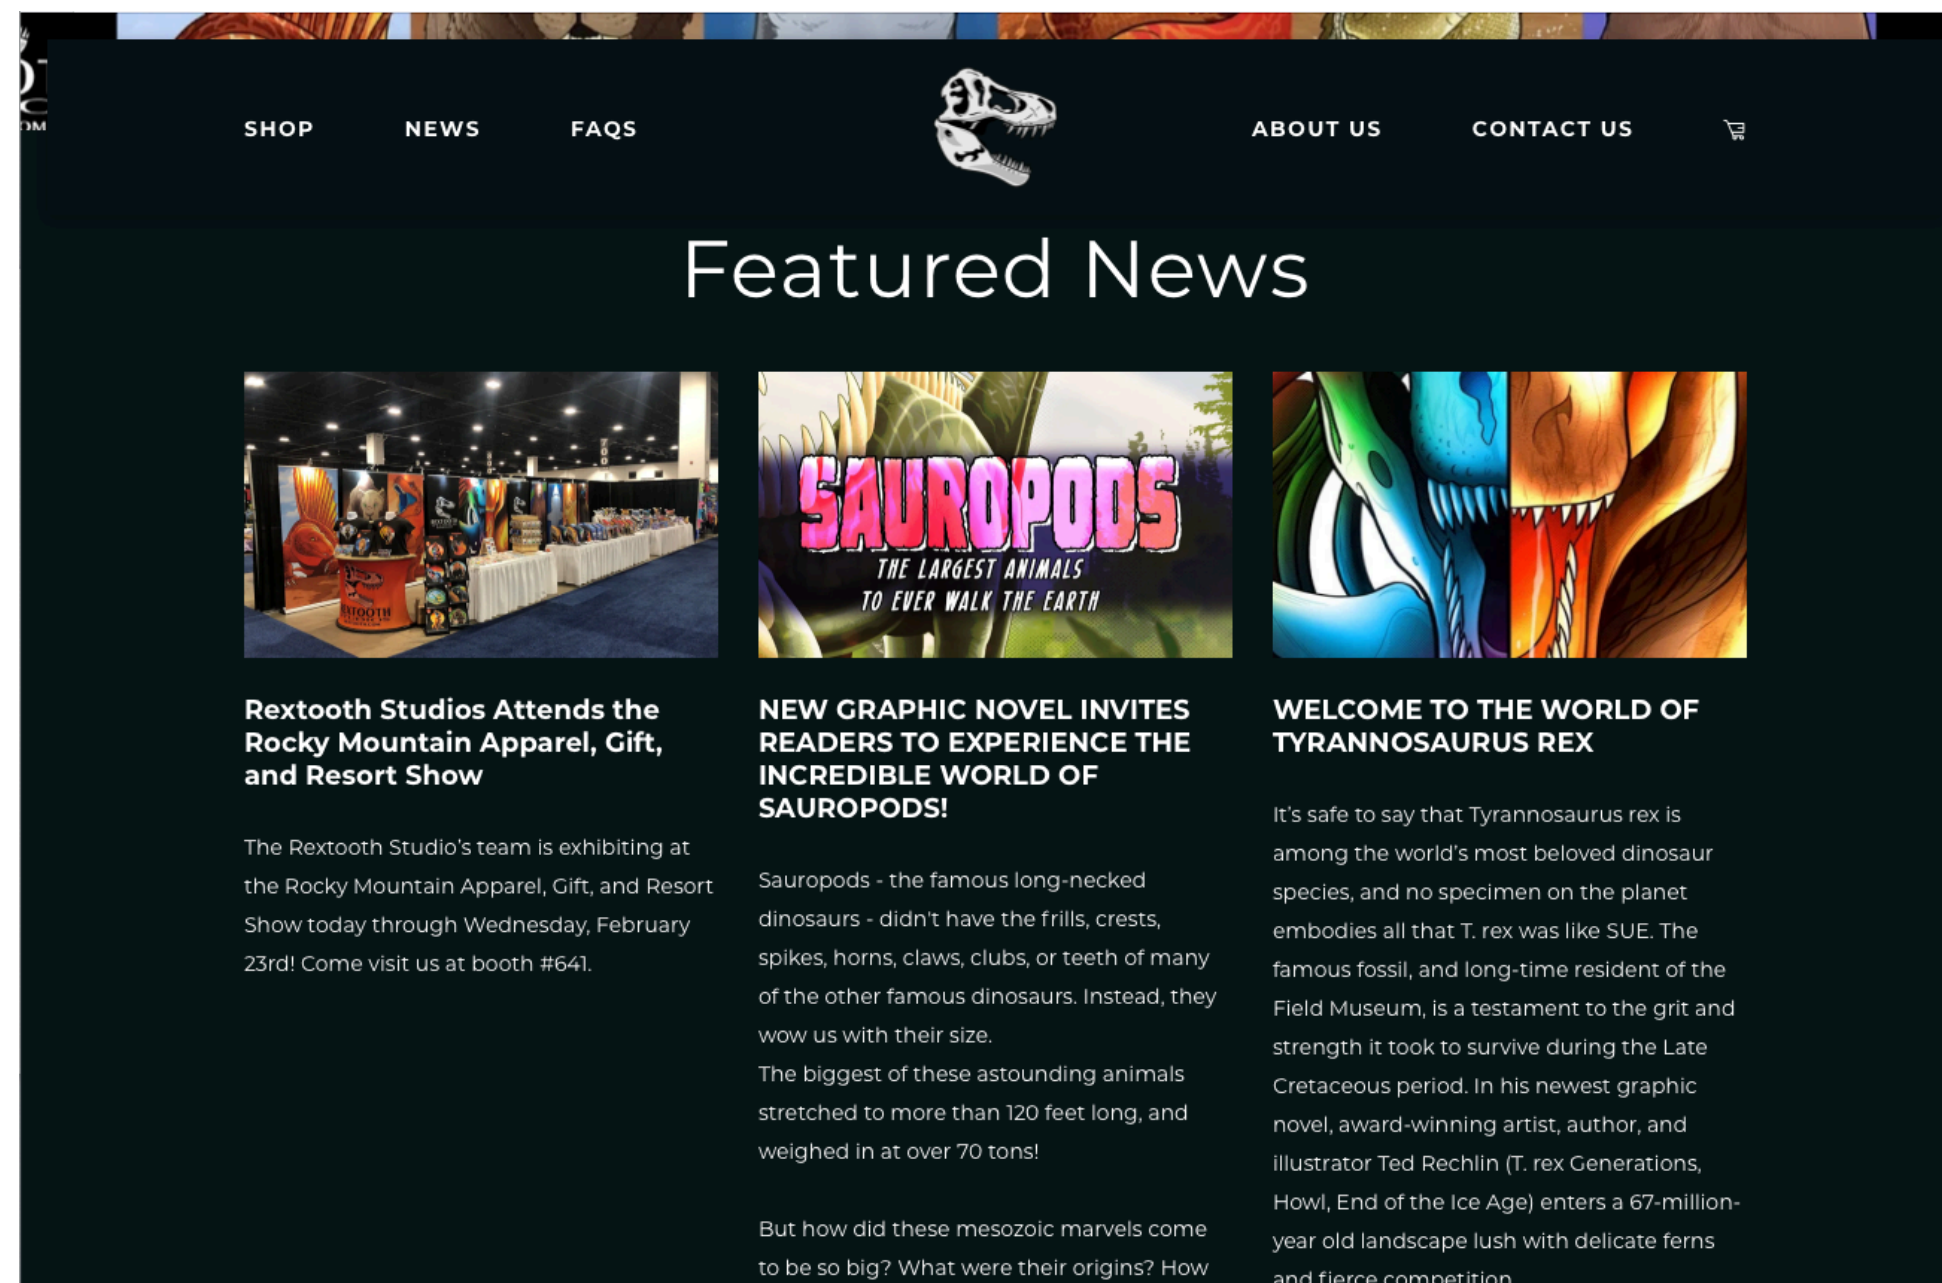 OM
SHOP NEWS FAQS ABOUT US CONTACT US
Featured News
SAUROPODS
THE LARGEST ANIMALS
TO EVER WALK THE EARTH
Rextooth Studios Attends the
Rocky Mountain Apparel, Gift,
and Resort Show
The Rextooth Studio’s team is exhibiting at
the Rocky Mountain Apparel, Gift, and Resort
Show today through Wednesday, February
23rd! Come visit us at booth #641.
NEW GRAPHIC NOVEL INVITES
READERS TO EXPERIENCE THE
INCREDIBLE WORLD OF
SAUROPODS!
Sauropods - the famous long-necked
dinosaurs - didn't have the frills, crests,
spikes, horns, claws, clubs, or teeth of many
of the other famous dinosaurs. Instead, they
wow us with their size.
The biggest of these astounding animals
stretched to more than 120 feet long, and
weighed in at over 70 tons!
But how did these mesozoic marvels come
to be so big? What were their origins? How
WELCOME TO THE WORLD OF
TYRANNOSAURUS REX
It’s safe to say that Tyrannosaurus rex is
among the world’s most beloved dinosaur
species, and no specimen on the planet
embodies all that T. rex was like SUE. The
famous fossil, and long-time resident of the
Field Museum, is a testament to the grit and
strength it took to survive during the Late
Cretaceous period. In his newest graphic
novel, award-winning artist, author, and
illustrator Ted Rechlin (T. rex Generations,
Howl, End of the Ice Age) enters a 67-million-
year old landscape lush with delicate ferns
and fierce competition